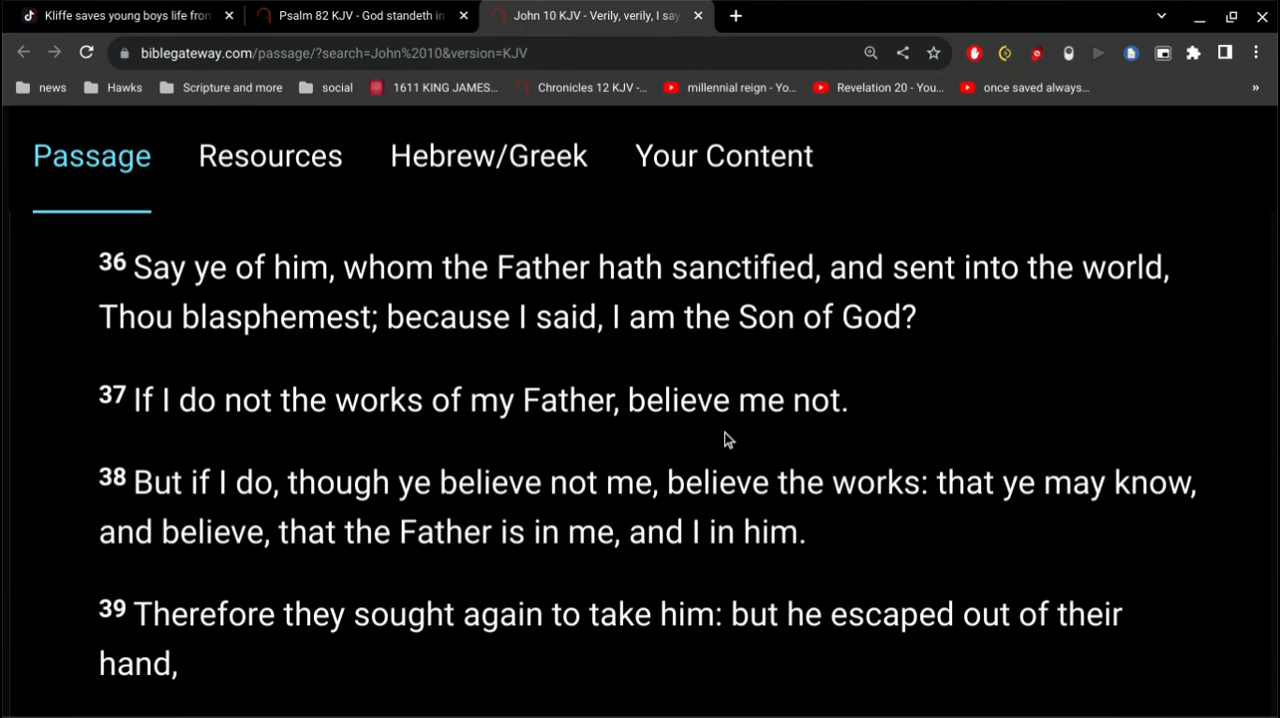 Kliffe saves young boys life from
Psalm 82 KJV - God standeth in
John 10 KJV - Verily, verily, I say
biblegateway.com/passage/?search=John%2010&version=KJV
news Hawks Scripture and more social 1611 KING JAMES... Chronicles 12 KJV -... millennial reign - Yo... Revelation 20 - You... once saved always... »
Passage Resources Hebrew/Greek Your Content
36 Say ye of him, whom the Father hath sanctified, and sent into the world,
Thou blasphemest; because I said, I am the Son of God?
37 If I do not the works of my Father, believe me not.
38 But if I do, though ye believe not me, believe the works: that ye may know,
and believe, that the Father is in me, and I in him.
39 Therefore they sought again to take him: but he escaped out of their
hand,